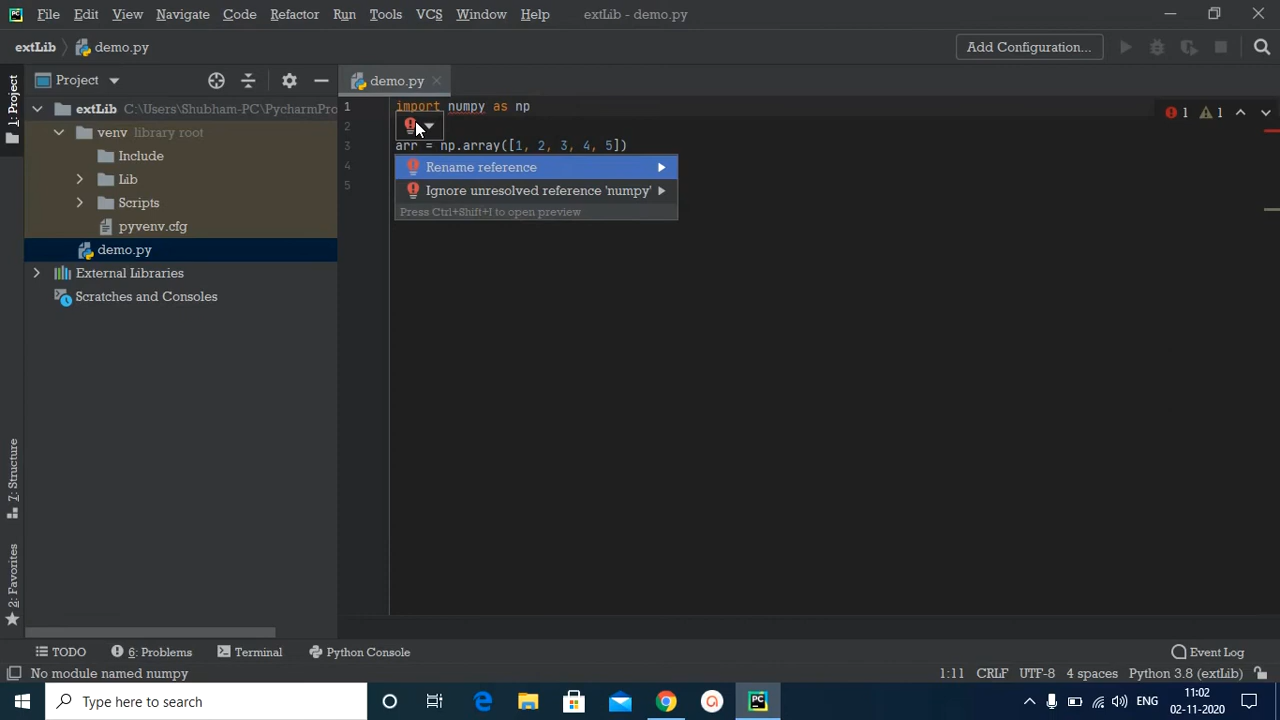 PC File Edit View Navigate Code Refactor Run Tools VCS Window Help extLib - demo.py
extLib demo.py Add Configuration...
1: Project
Project
demo.py
extLib C:\Users\Shubham-PC\PycharmPro
venv library root
Include
Lib
Scripts
pyvenv.cfg
demo.py
External Libraries
Scratches and Consoles
1 import numpy as np
1 1
2
3 arr = np.array([1, 2, 3, 4, 5])
4
5
Rename reference
Ignore unresolved reference 'numpy'
Press Ctrl+Shift+I to open preview
7: Structure
2: Favorites
TODO 6: Problems Terminal Python Console Event Log
No module named numpy 1:11 CRLF UTF-8 4 spaces Python 3.8 (extLib)
Type here to search
PC
ENG
11:02
02-11-2020